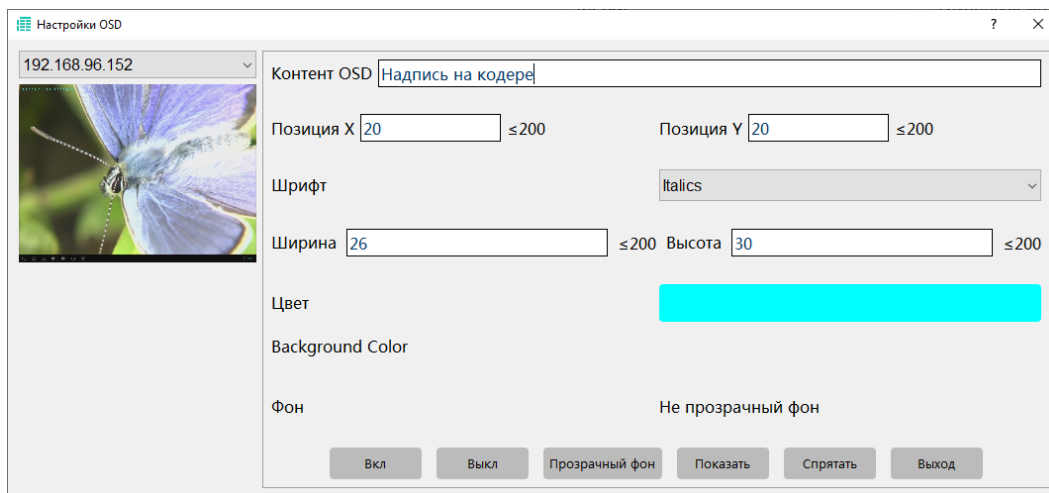 Настройки OSD ?
192.168.96.152
Контент OSD Надпись на кодере
Позиция X 20 ≤200 Позиция Y 20 ≤200
Шрифт Italics
Ширина 26 ≤200 Высота 30 ≤200
Цвет
Background Color
Фон Не прозрачный фон
Вкл Выкл Прозрачный фон Показать Спрятать Выход